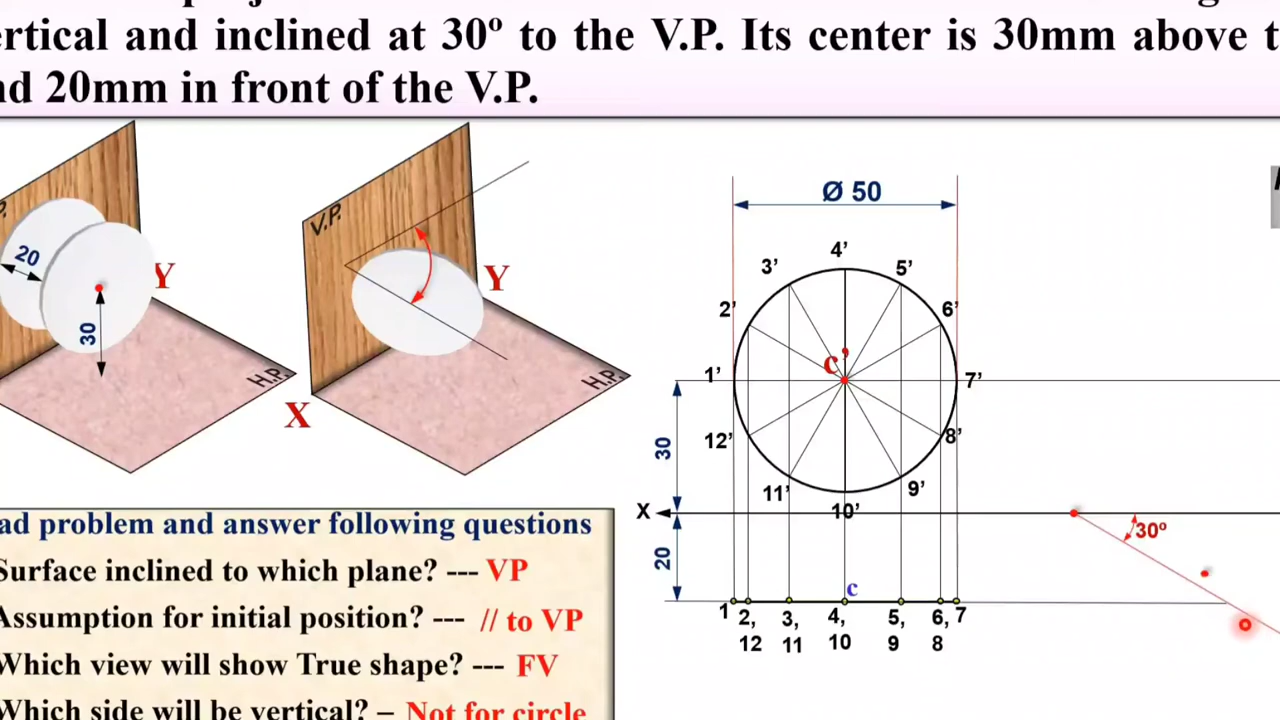 vertical and inclined at 30º to the V.P. Its center is 30mm above t
nd 20mm in front of the V.P.
Ø 50
P.
V.P.
20
30
Y
Y
H.P.
H.P.
X
4’
3’
5’
2’
6’
c’
1’
7’
12’
8’
11’
9’
10’
30
X
20
30º
c
1
2,
12
3,
11
4,
10
5,
9
6,
8
7
ad problem and answer following questions
Surface inclined to which plane? --- VP
Assumption for initial position? --- // to VP
Which view will show True shape? --- FV
Which side will be vertical? – Not for circle